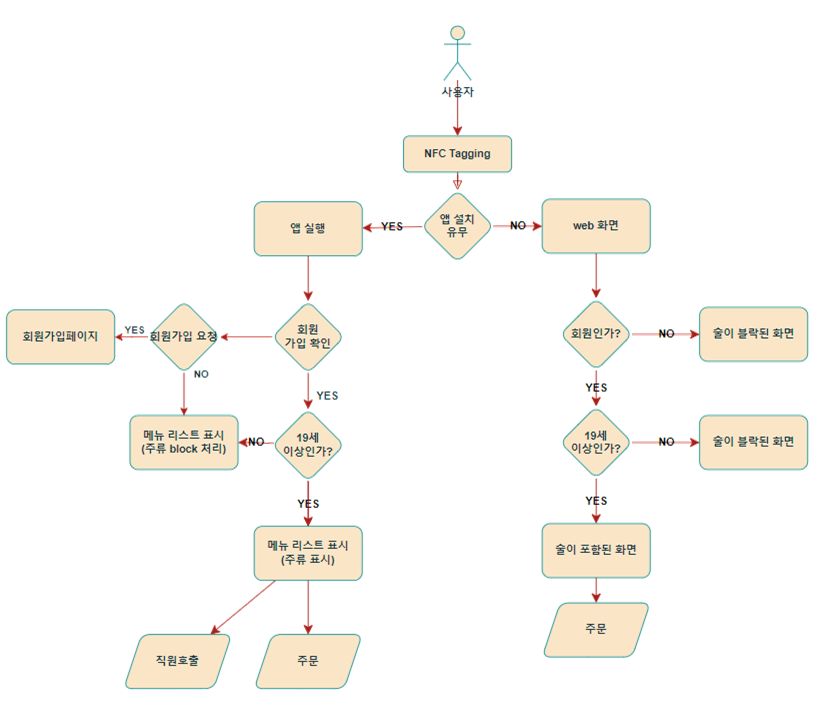 사용자
NFC Tagging
앱 설치
유무
YES
NO
앱 실행
web 화면
회원가입페이지
YES
회원가입 요청
회원
가입 확인
회원인가?
NO
술이 블락된 화면
NO
YES
YES
메뉴 리스트 표시
(주류 block 처리)
NO
19세
이상인가?
19세
이상인가?
NO
술이 블락된 화면
YES
YES
메뉴 리스트 표시
(주류 표시)
술이 포함된 화면
직원호출
주문
주문